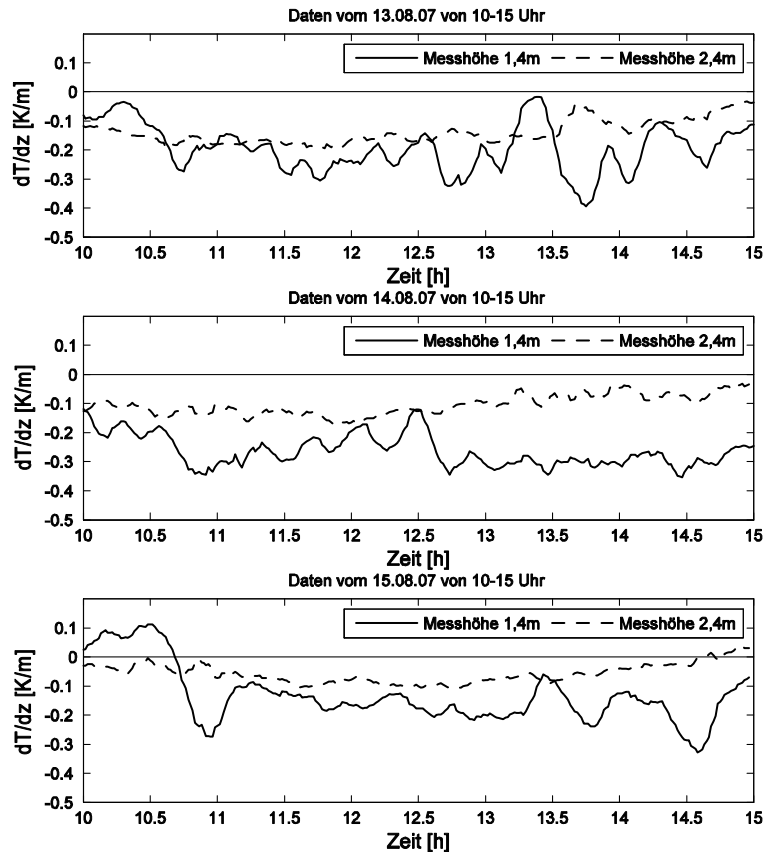 Daten vom 13.08.07 von 10-15 Uhr
Messhöhe 1,4m Messhöhe 2,4m
dT/dz [K/m]
0.1
0
-0.1
-0.2
-0.3
-0.4
-0.5
10 10.5 11 11.5 12 12.5 13 13.5 14 14.5 15
Zeit [h]
Daten vom 14.08.07 von 10-15 Uhr
Messhöhe 1,4m Messhöhe 2,4m
dT/dz [K/m]
0.1
0
-0.1
-0.2
-0.3
-0.4
-0.5
10 10.5 11 11.5 12 12.5 13 13.5 14 14.5 15
Zeit [h]
Daten vom 15.08.07 von 10-15 Uhr
Messhöhe 1,4m Messhöhe 2,4m
dT/dz [K/m]
0.1
0
-0.1
-0.2
-0.3
-0.4
-0.5
10 10.5 11 11.5 12 12.5 13 13.5 14 14.5 15
Zeit [h]